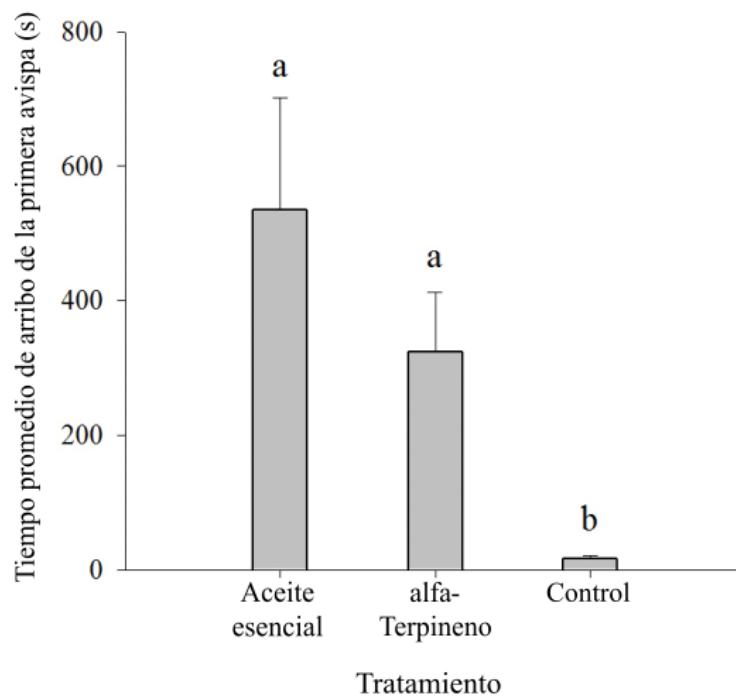 Tiempo promedio de arribo de la primera avispa (s)
800
600
400
200
0
a
a
b
Aceite
esencial
alfa-
Terpineno
Control
Tratamiento